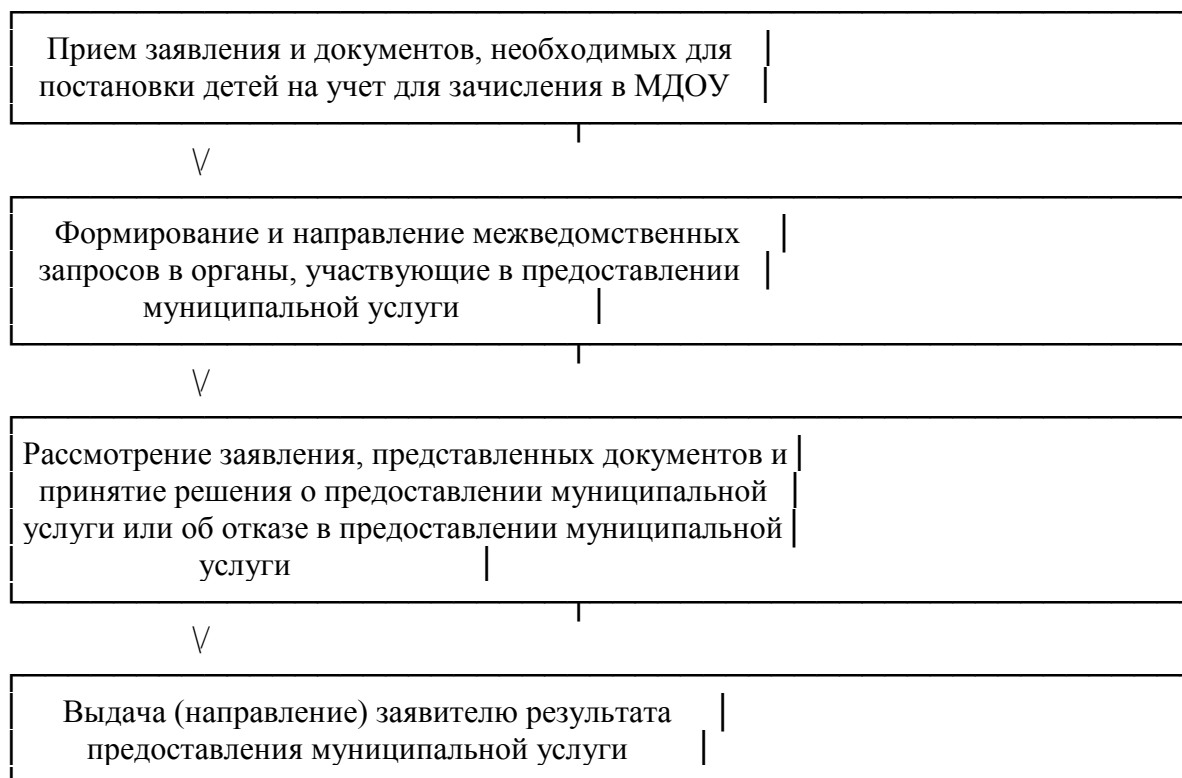 Прием заявления и документов, необходимых для
постановки детей на учет для зачисления в МДОУ
\/
Формирование и направление межведомственных
запросов в органы, участвующие в предоставлении
муниципальной услуги
\/
Рассмотрение заявления, представленных документов и
принятие решения о предоставлении муниципальной
услуги или об отказе в предоставлении муниципальной
услуги
\/
Выдача (направление) заявителю результата
предоставления муниципальной услуги